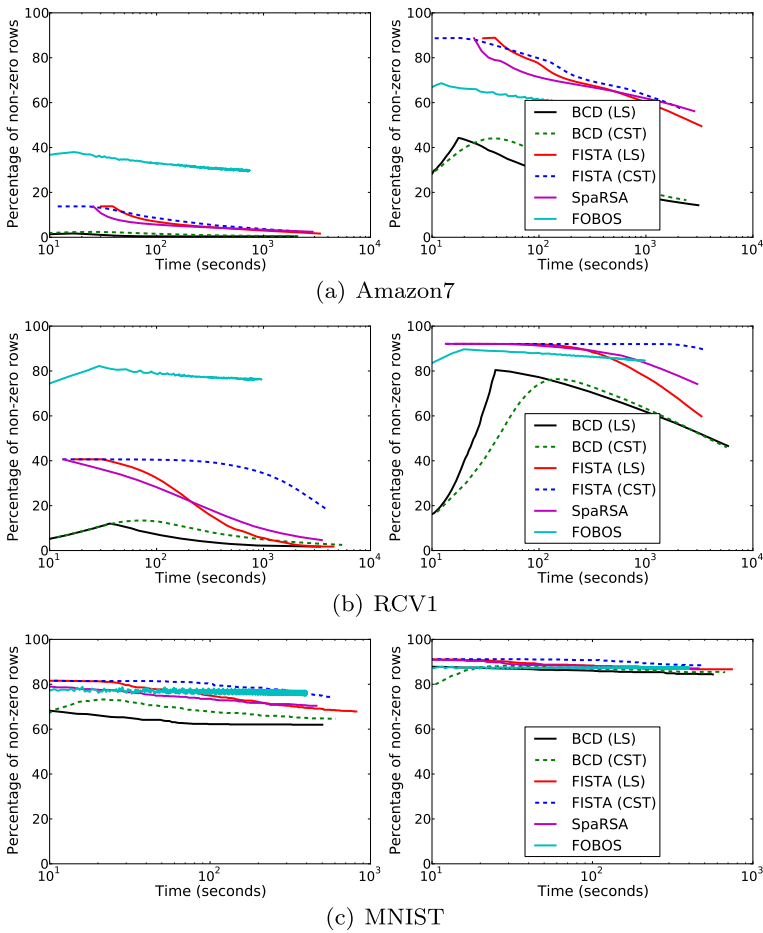 Percentage of non-zero rows
100
80
60
40
20
0
10^1
10^2
10^3
10^4
Time (seconds)
Percentage of non-zero rows
100
80
60
40
20
0
10^1
10^2
10^3
10^4
Time (seconds)
BCD (LS)
BCD (CST)
FISTA (LS)
FISTA (CST)
SpaRSA
FOBOS
(a) Amazon7
Percentage of non-zero rows
100
80
60
40
20
0
10^1
10^2
10^3
10^4
Time (seconds)
Percentage of non-zero rows
100
80
60
40
20
0
10^1
10^2
10^3
10^4
Time (seconds)
BCD (LS)
BCD (CST)
FISTA (LS)
FISTA (CST)
SpaRSA
FOBOS
(b) RCV1
Percentage of non-zero rows
100
80
60
40
20
0
10^1
10^2
10^3
Time (seconds)
Percentage of non-zero rows
100
80
60
40
20
0
10^1
10^2
10^3
Time (seconds)
BCD (LS)
BCD (CST)
FISTA (LS)
FISTA (CST)
SpaRSA
FOBOS
(c) MNIST